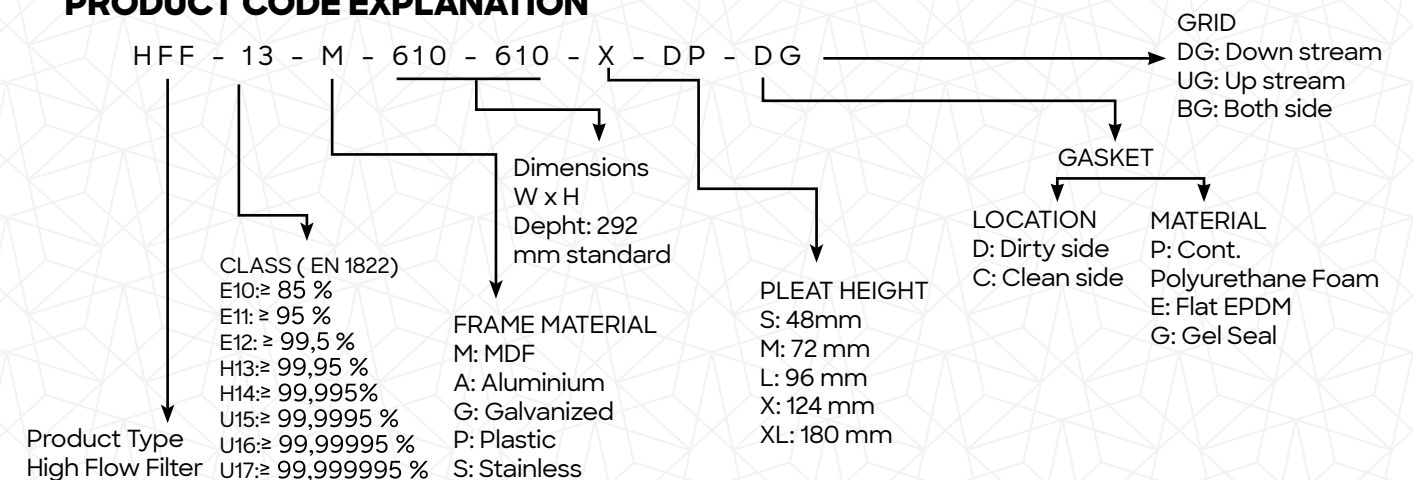 PRODUCT CODE EXPLANATION
HFF - 13 - M - 610 - 610 - X - DP - DG
GRID
DG: Down stream
UG: Up stream
BG: Both side
GASKET
LOCATION
D: Dirty side
C: Clean side
MATERIAL
P: Cont.
Polyurethane Foam
E: Flat EPDM
G: Gel Seal
Dimensions
W x H
Depht: 292
mm standard
PLEAT HEIGHT
S: 48mm
M: 72 mm
L: 96 mm
X: 124 mm
XL: 180 mm
FRAME MATERIAL
M: MDF
A: Aluminium
G: Galvanized
P: Plastic
S: Stainless
CLASS ( EN 1822)
E10:≥ 85 %
E11: ≥ 95 %
E12: ≥ 99,5 %
H13:≥ 99,95 %
H14:≥ 99,995%
U15:≥ 99,9995 %
U16:≥ 99,99995 %
U17:≥ 99,999995 %
Product Type
High Flow Filter